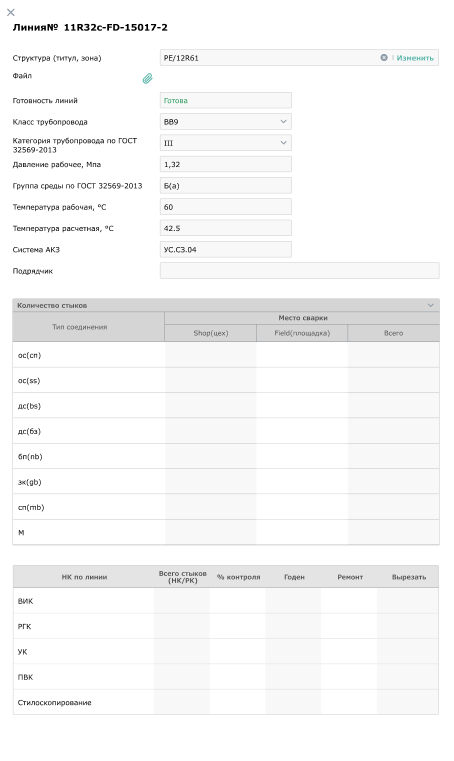 Линия№ 11R32c-FD-15017-2
Структура (титул, зона) PE/12R61 Изменить
Файл
Готовность линий Готова
Класс трубопровода BB9
Категория трубопровода по ГОСТ 32569-2013 III
Давление рабочее, Мпа 1,32
Группа среды по ГОСТ 32569-2013 Б(а)
Температура рабочая, °С 60
Температура расчетная, °С 42.5
Система АКЗ УС.СЗ.04
Подрядчик
Количество стыков
Тип соединения Место сварки
Shop(цех) Field(площадка) Всего
ос(сп)
ос(ss)
дс(bs)
дс(бз)
бп(nb)
зк(gb)
сп(mb)
М
НК по линии Всего стыков (НК/РК) % контроля Годен Ремонт Вырезать
ВИК
РГК
УК
ПВК
Стилоскопирование